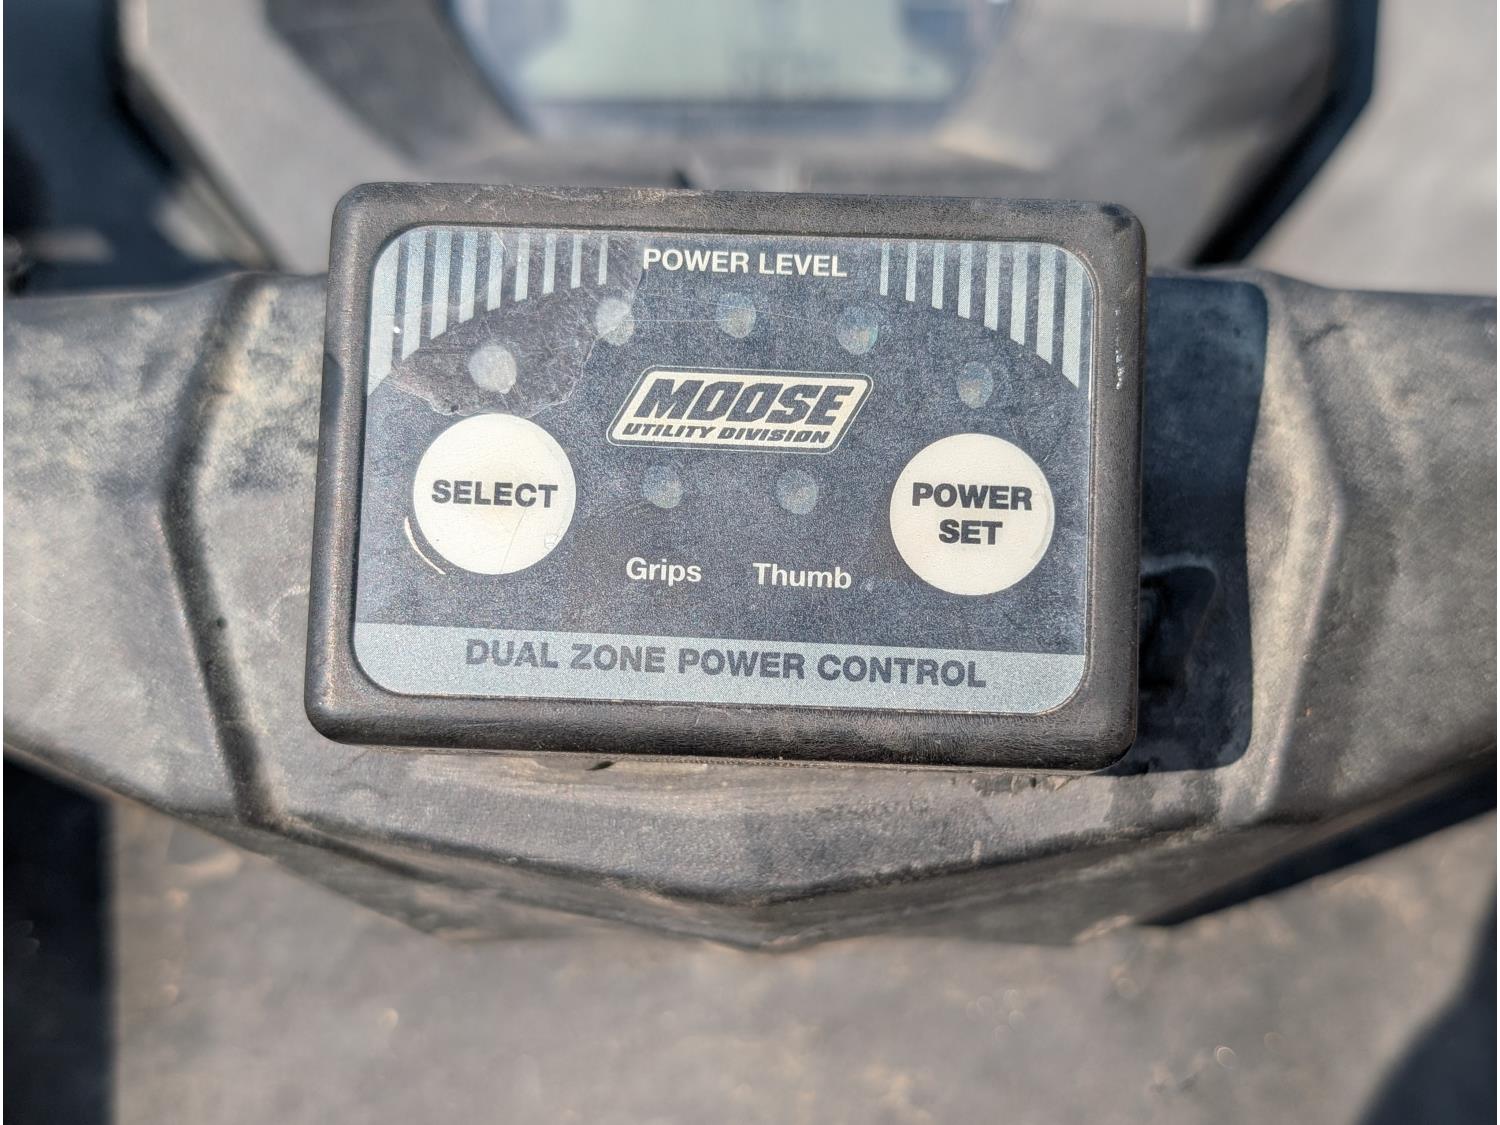 POWER LEVEL
MOOSE
UTILITY DIVISION
SELECT
POWER
SET
Grips
Thumb
DUAL ZONE POWER CONTROL